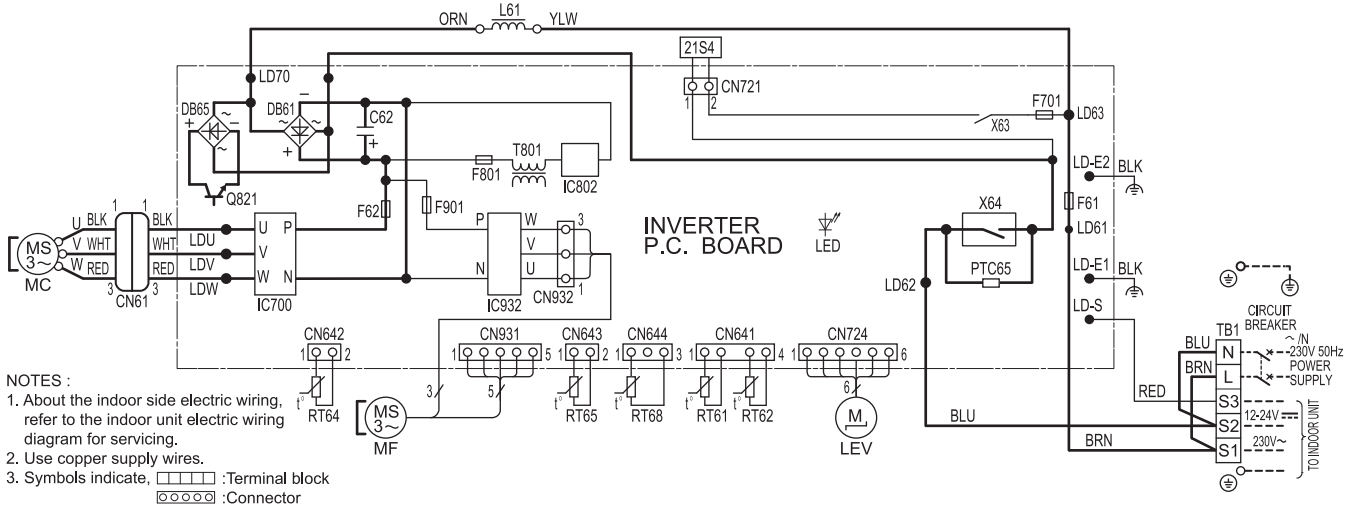 ORN L61 YLW
21S4
LD70
CN721
1 2
DB65 ~ + − ~
DB61 − ~ ~ +
C62
+
X63
F701
LD63
T801
F801
IC802
LD-E2 BLK
Q821
F62
F901
F61
X64
LD61
INVERTER
P.C. BOARD
LED
PTC65
LD62
LD-E1 BLK
LD-S
MS
3~
MC
U BLK
V WHT
W RED
1 1
3 3
CN61
BLK LDU
WHT LDV
RED LDW
U P
V
W N
IC700
P W
V
N U
IC932
3
1
CN932
CN642
1 2
t°
RT64
CN931
1 5
3 5
MS
3~
MF
CN643
1 2
t°
RT65
CN644
1 3
t°
RT68
CN641
1 4
t° t°
RT61 RT62
CN724
1 6
6
M
LEV
BLU
BRN
RED
CIRCUIT
BREAKER
TB1
BLU N
BRN L
~/N
230V 50Hz
POWER
SUPPLY
S3
12-24V
S2
230V~
S1
TO INDOOR UNIT
NOTES :
1. About the indoor side electric wiring,
refer to the indoor unit electric wiring
diagram for servicing.
2. Use copper supply wires.
3. Symbols indicate, :Terminal block
:Connector